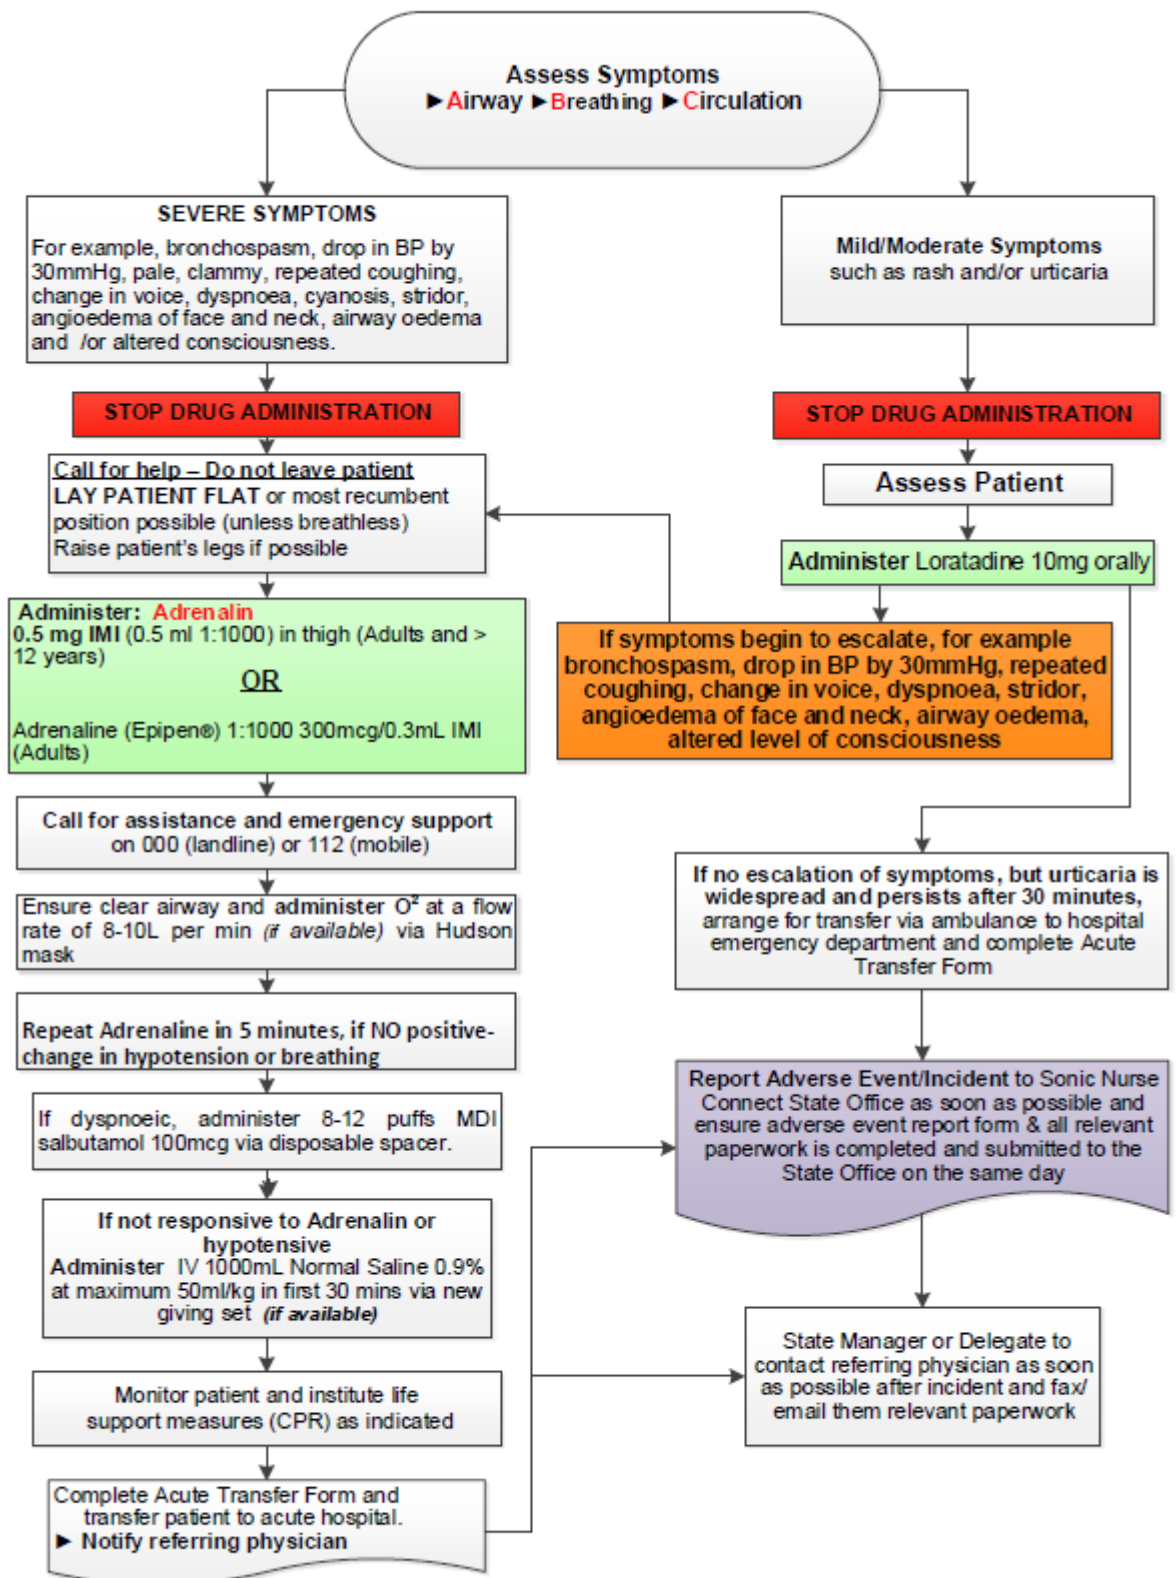 Assess Symptoms
►Airway ►Breathing ►Circulation
SEVERE SYMPTOMS
For example, bronchospasm, drop in BP by
30mmHg, pale, clammy, repeated coughing,
change in voice, dyspnoea, cyanosis, stridor,
angioedema of face and neck, airway oedema
and /or altered consciousness.
STOP DRUG ADMINISTRATION
Call for help – Do not leave patient
LAY PATIENT FLAT or most recumbent
position possible (unless breathless)
Raise patient's legs if possible
Administer: Adrenalin
0.5 mg IMI (0.5 ml 1:1000) in thigh (Adults and >
12 years)
OR
Adrenaline (Epipen®) 1:1000 300mcg/0.3mL IMI
(Adults)
Call for assistance and emergency support
on 000 (landline) or 112 (mobile)
Ensure clear airway and administer O² at a flow
rate of 8-10L per min (if available) via Hudson
mask
Repeat Adrenaline in 5 minutes, if NO positive-
change in hypotension or breathing
If dyspnoeic, administer 8-12 puffs MDI
salbutamol 100mcg via disposable spacer.
If not responsive to Adrenalin or
hypotensive
Administer IV 1000mL Normal Saline 0.9%
at maximum 50ml/kg in first 30 mins via new
giving set (if available)
Monitor patient and institute life
support measures (CPR) as indicated
Complete Acute Transfer Form and
transfer patient to acute hospital.
► Notify referring physician
Mild/Moderate Symptoms
such as rash and/or urticaria
STOP DRUG ADMINISTRATION
Assess Patient
Administer Loratadine 10mg orally
If symptoms begin to escalate, for example
bronchospasm, drop in BP by 30mmHg, repeated
coughing, change in voice, dyspnoea, stridor,
angioedema of face and neck, airway oedema,
altered level of consciousness
If no escalation of symptoms, but urticaria is
widespread and persists after 30 minutes,
arrange for transfer via ambulance to hospital
emergency department and complete Acute
Transfer Form
Report Adverse Event/Incident to Sonic Nurse
Connect State Office as soon as possible and
ensure adverse event report form & all relevant
paperwork is completed and submitted to the
State Office on the same day
State Manager or Delegate to
contact referring physician as soon
as possible after incident and fax/
email them relevant paperwork